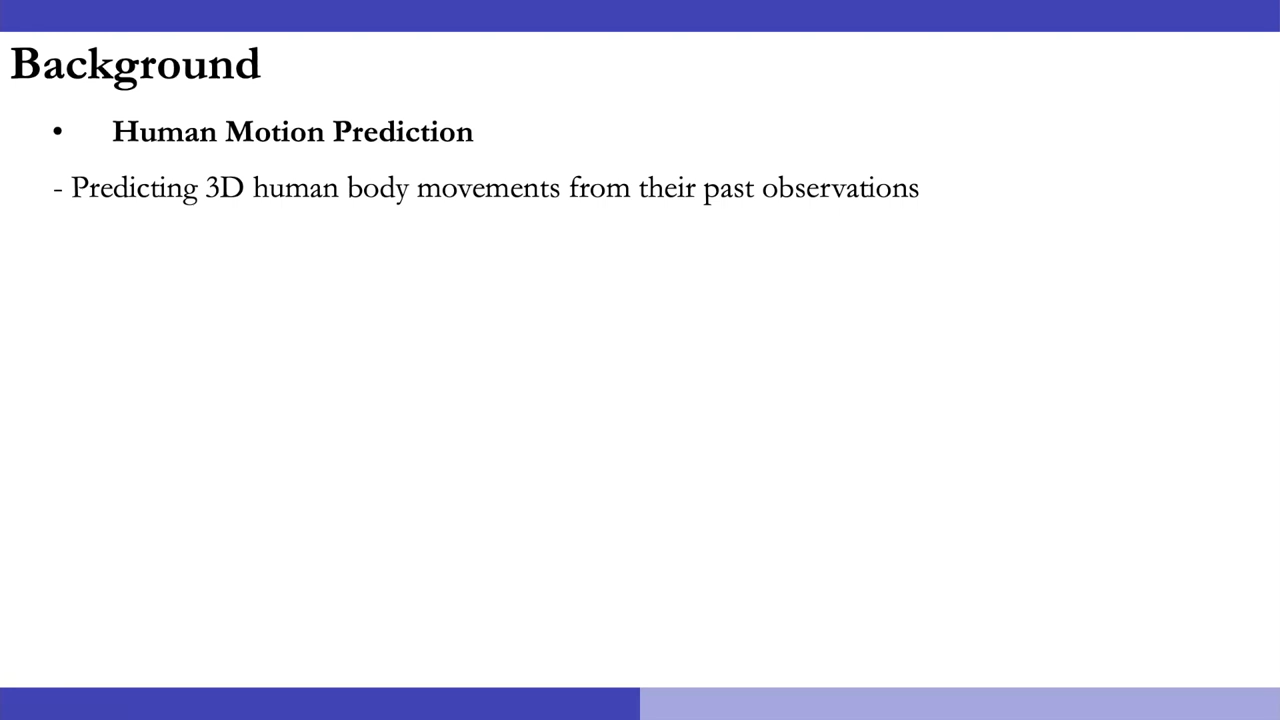 Background
• Human Motion Prediction
- Predicting 3D human body movements from their past observations